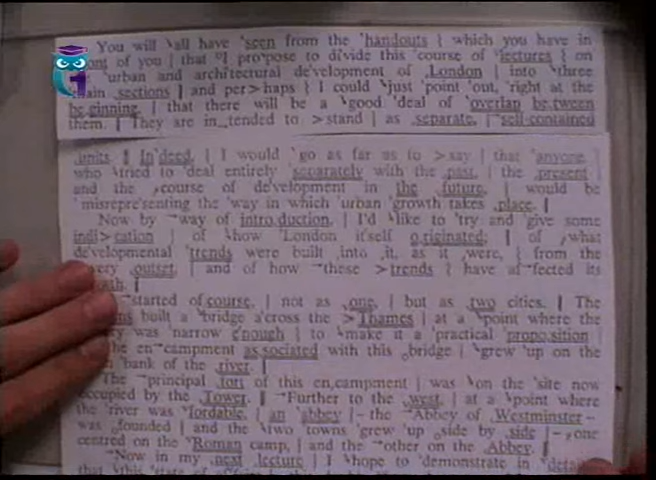 You will all have seen from the handouts { which you have in
front of you | that I propose to divide this course of lectures { on
urban and architectural development of London | into three
main sections | and per>haps { I could just point out, right at the
beginning, | that there will be a good deal of overlap between
them. | They are intended to >stand | as separate, | self-contained
units. | Indeed, | I would go as far as to >say | that anyone,
who tried to deal entirely separately with the past, | the present
and the course of development in the future, | would be
misrepresenting the way in which urban growth takes place. |
Now by way of introduction, | I'd like to try and give some
indi>cation | of how London itself originated; | of what
developmental trends were built into it, as it were, { from the
very outset, | and of how these >trends { have affected its
started of course, | not as one, | but as two cities. | The
built a bridge across the >Thames | at a point where the
was narrow enough { to make it a practical proposition
the encampment associated with this bridge | grew up on the
bank of the river. |
The principal fort of this encampment | was on the site now
occupied by the Tower. | Further to the west, | at a point where
the river was fordable, { an abbey | – the Abbey of Westminster –
was founded | and the two towns grew up side by side | – one
centred on the Roman camp, | and the other on the Abbey. |
Now in my next lecture | I hope to demonstrate in
that this state of